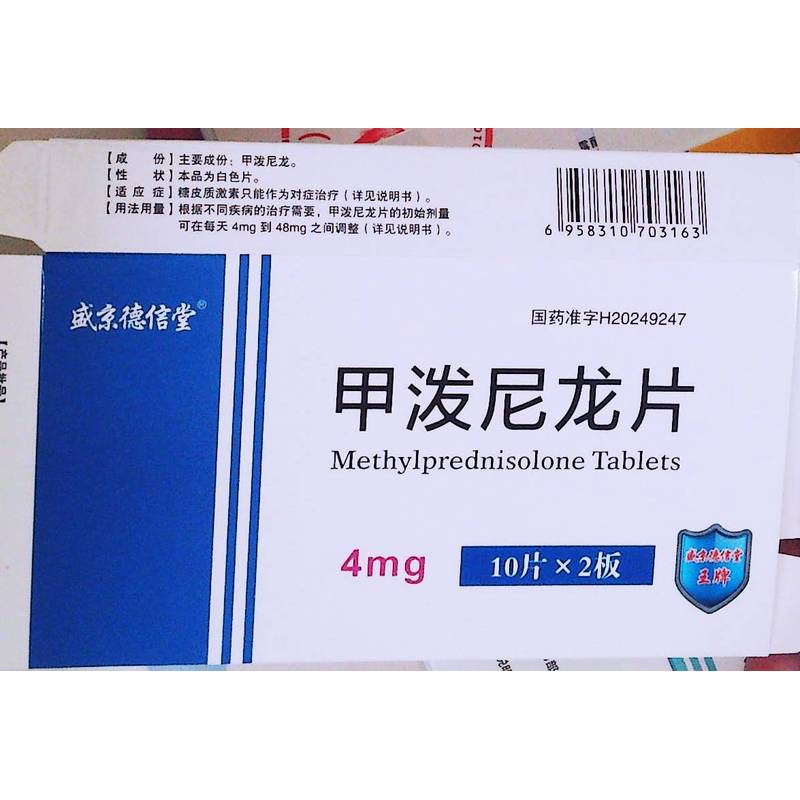 【成 份】主要成份：甲泼尼龙。
【性 状】本品为白色片。
【适应症】糖皮质激素只能作为对症治疗（详见说明书）。
【用法用量】根据不同疾病的治疗需要，甲泼尼龙片的初始剂量
可在每天 4mg 到 48mg 之间调整（详见说明书）。
6 958310 703163
盛京德信堂®
国药准字H20249247
甲泼尼龙片
Methylprednisolone Tablets
4mg
10片×2板
盛京德信堂
王牌
【产品批号】